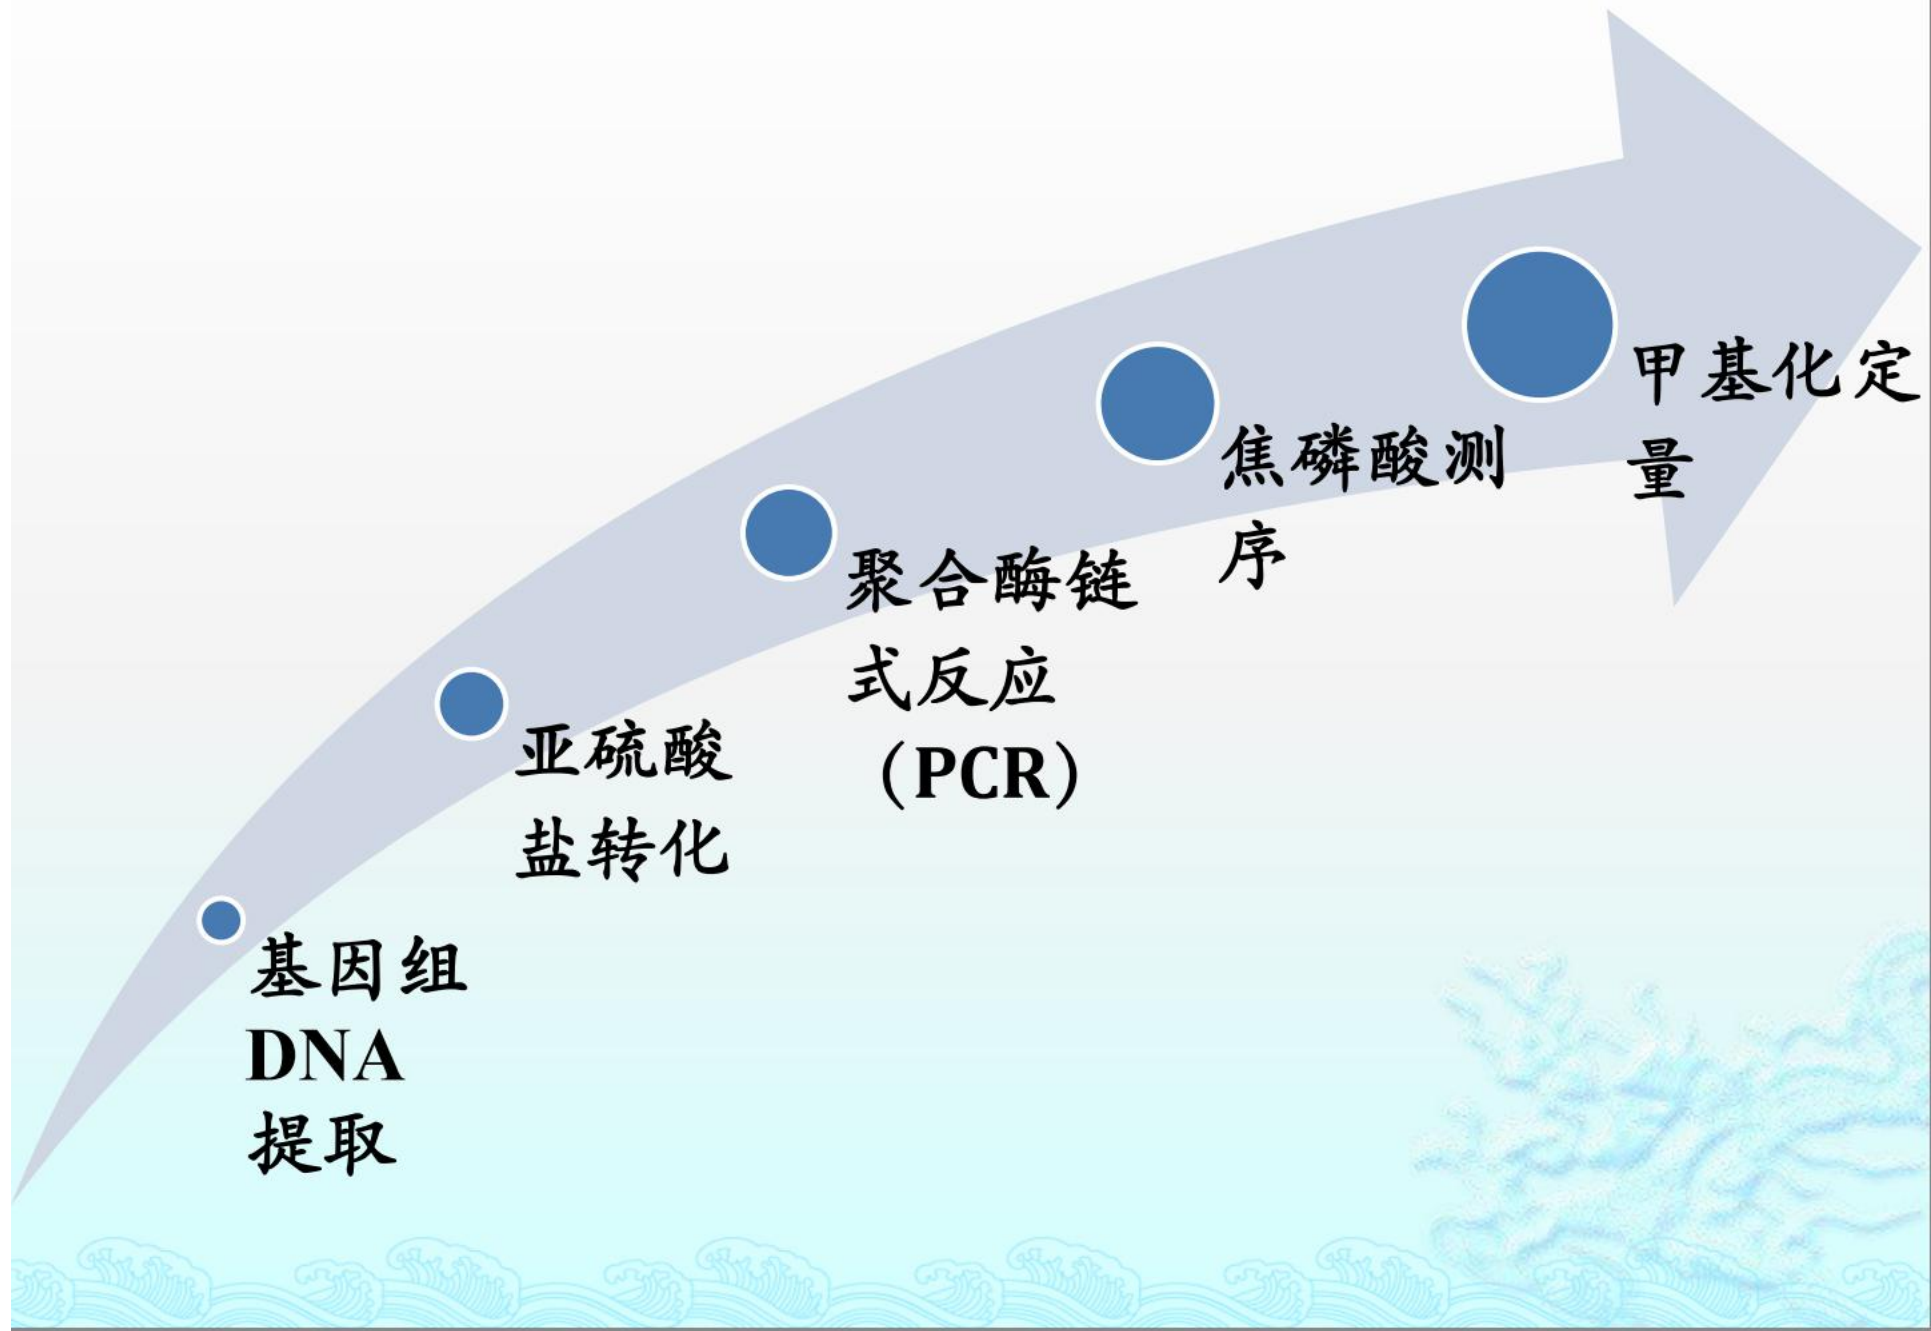 基因组
DNA
提取
亚硫酸
盐转化
聚合酶链
式反应
（PCR）
焦磷酸测
序
甲基化定
量